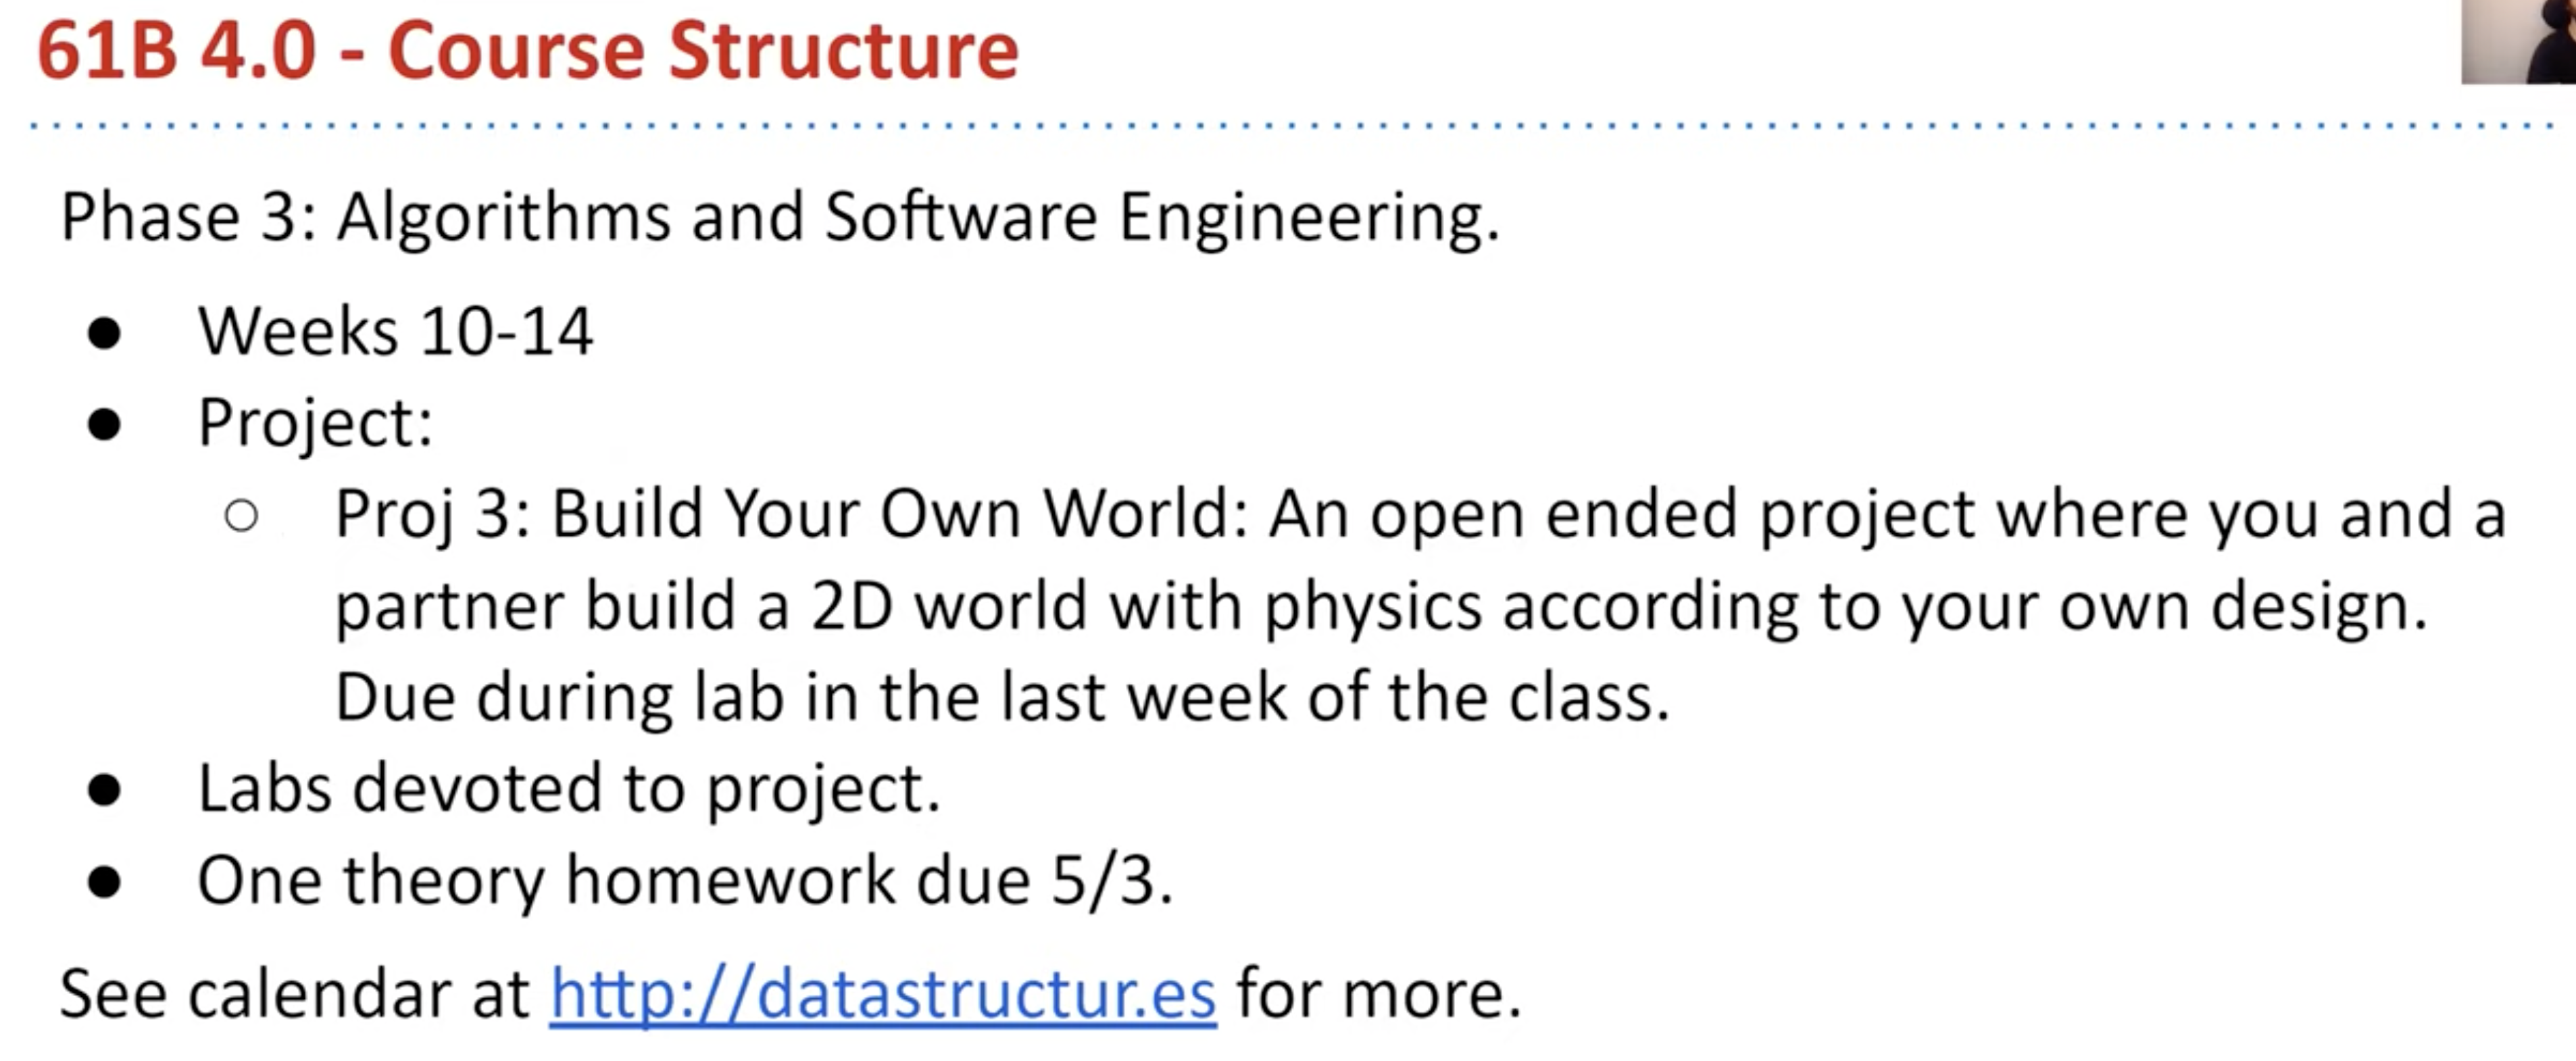 61B 4.0 - Course Structure
Phase 3: Algorithms and Software Engineering.
● Weeks 10-14
● Project:
○ Proj 3: Build Your Own World: An open ended project where you and a
partner build a 2D world with physics according to your own design.
Due during lab in the last week of the class.
● Labs devoted to project.
● One theory homework due 5/3.
See calendar at http://datastructur.es for more.